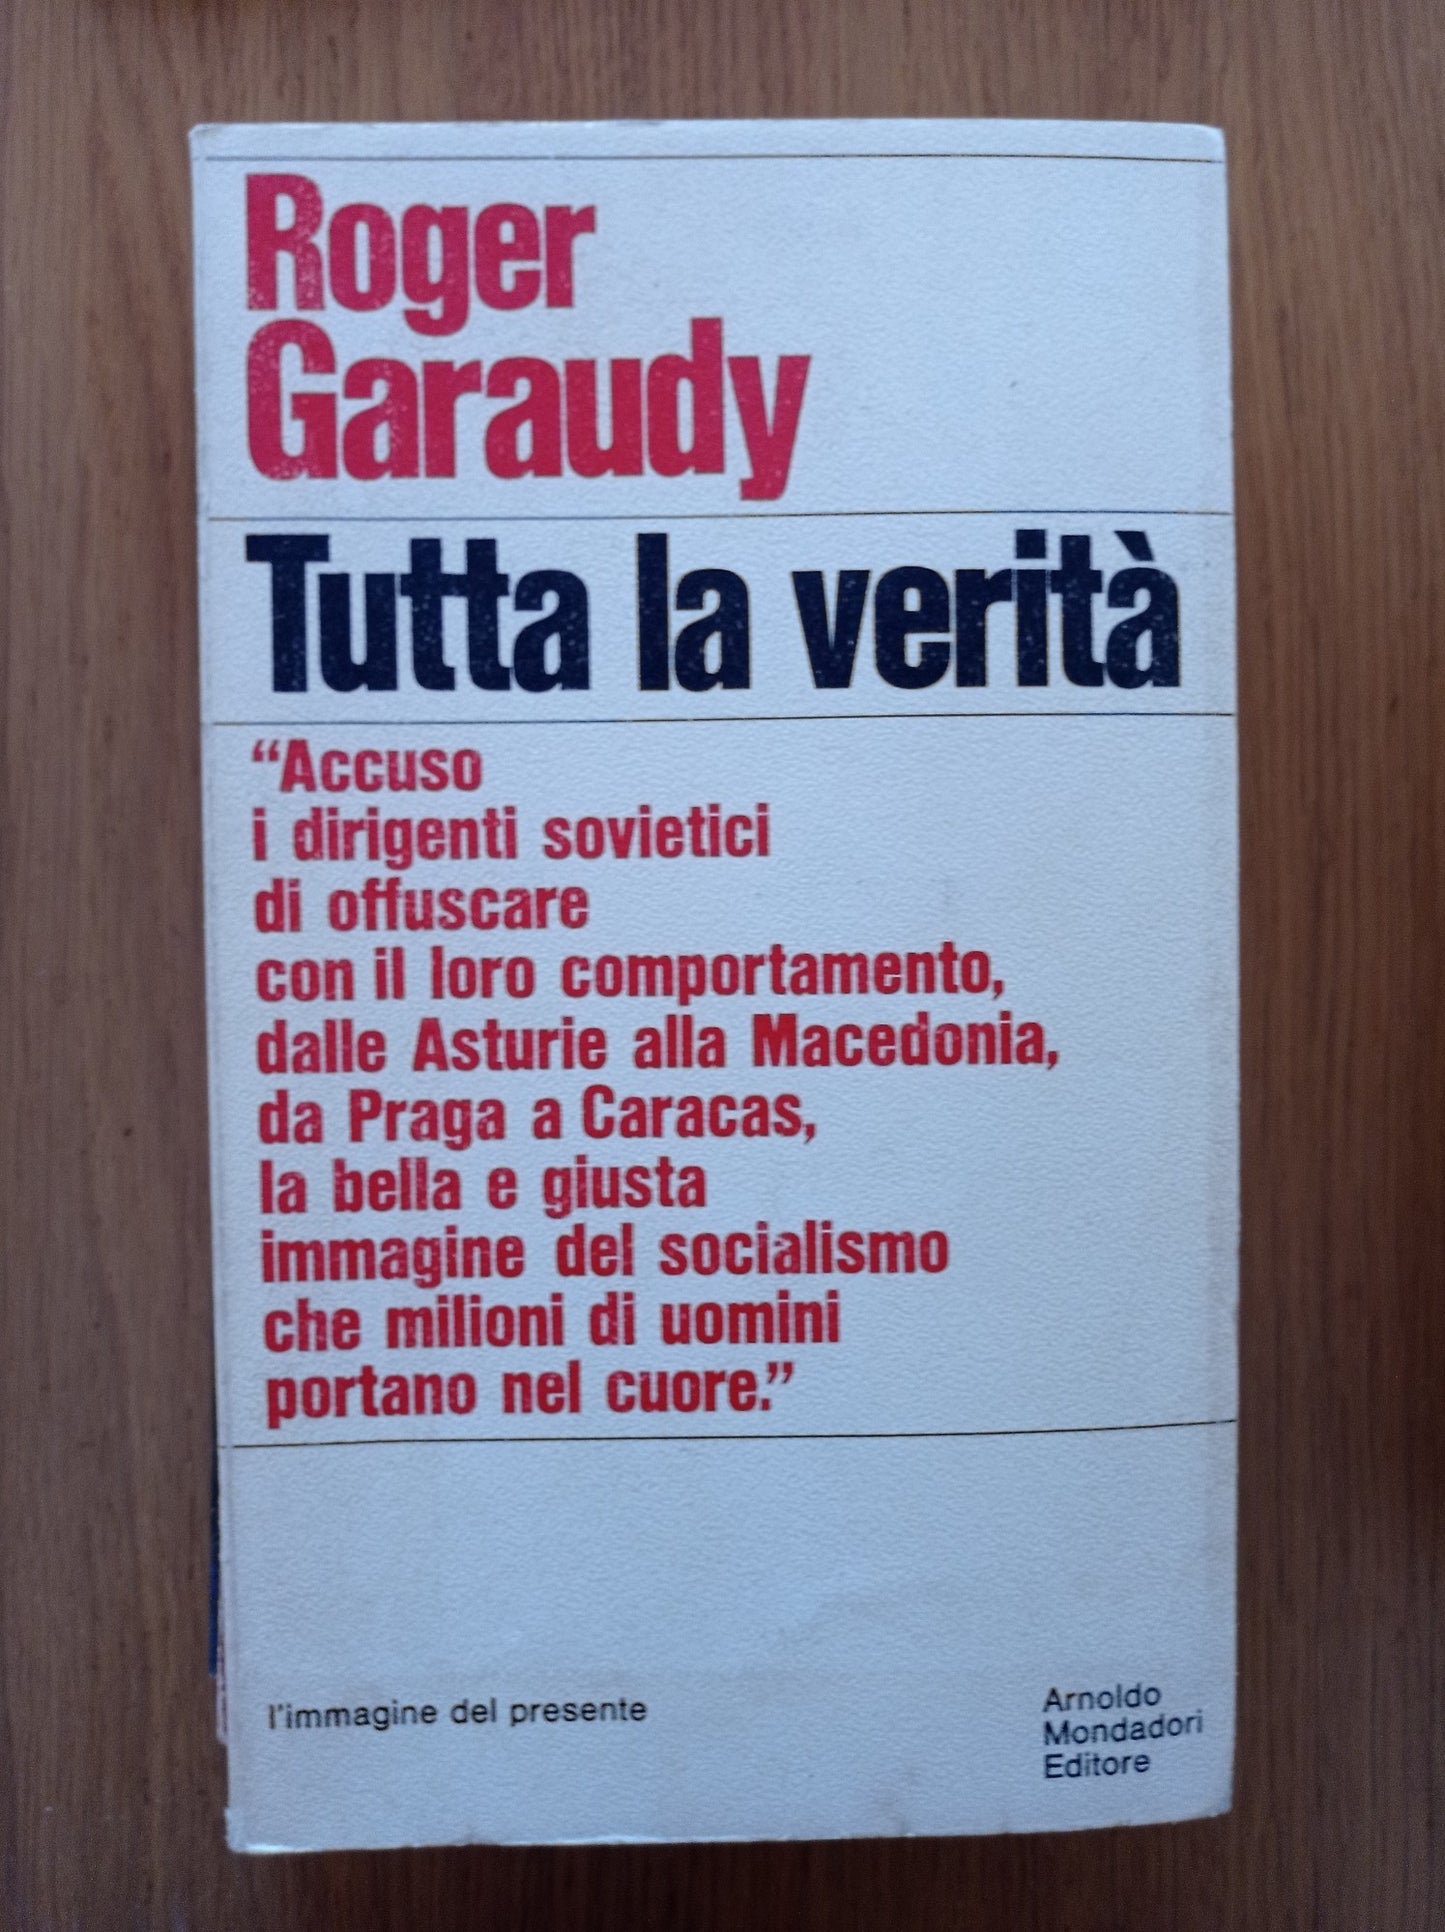 Roger
Garaudy
Tutta la verità
“Accuso
i dirigenti sovietici
di offuscare
con il loro comportamento,
dalle Asturie alla Macedonia,
da Praga a Caracas,
la bella e giusta
immagine del socialismo
che milioni di uomini
portano nel cuore.”
l'immagine del presente
Arnoldo
Mondadori
Editore